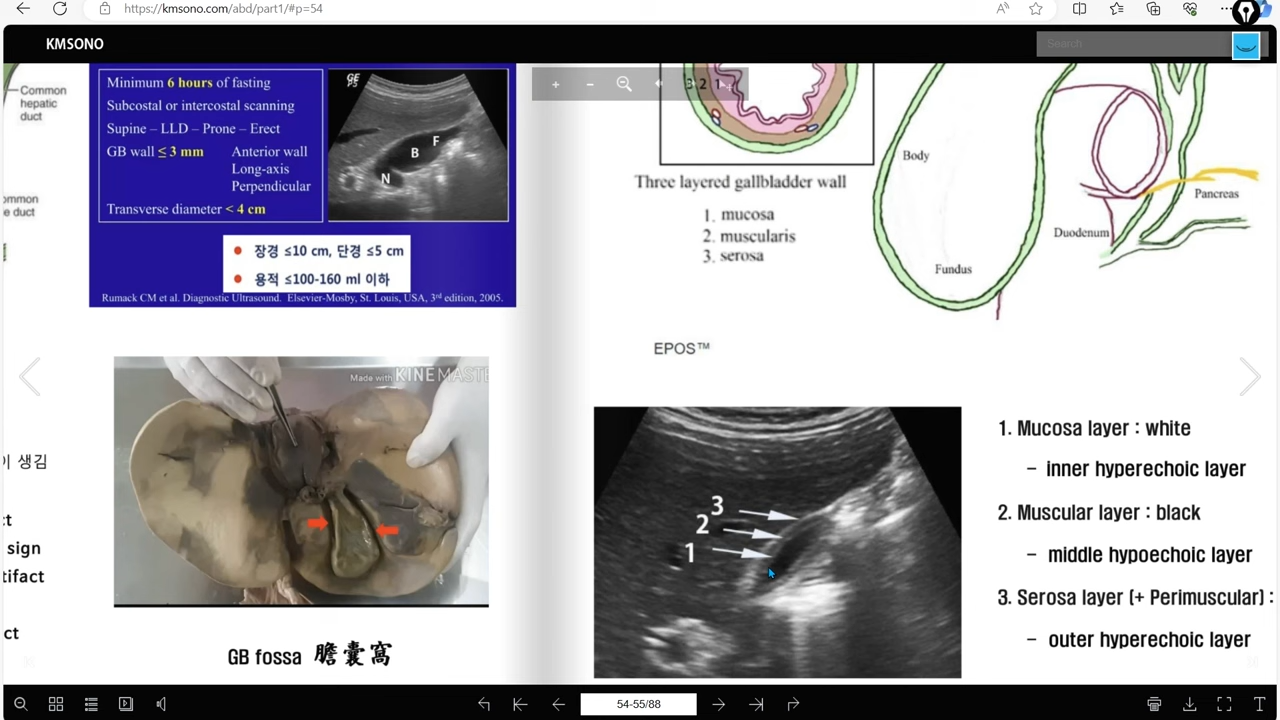 https://kmsono.com/abd/part1/#p=54
KMSONO
Search
Common
hepatic
duct
ommon
e duct
이 생김
ct
sign
tifact
ct
Minimum 6 hours of fasting
Subcostal or intercostal scanning
Supine – LLD – Prone – Erect
GB wall ≤ 3 mm Anterior wall
Long-axis
Perpendicular
Transverse diameter < 4 cm
GE
F
B
N
장경 ≤10 cm, 단경 ≤5 cm
용적 ≤100-160 ml 이하
Rumack CM et al. Diagnostic Ultrasound. Elsevier-Mosby, St. Louis, USA, 3rd edition, 2005.
Made with KINEMASTE
GB fossa 膽囊窩
3 2 1
Three layered gallbladder wall
1. mucosa
2. muscularis
3. serosa
Body
Fundus
Duodenum
Pancreas
EPOS™
3
2
1
1. Mucosa layer : white
– inner hyperechoic layer
2. Muscular layer : black
– middle hypoechoic layer
3. Serosa layer (+ Perimuscular) :
– outer hyperechoic layer
54-55/88